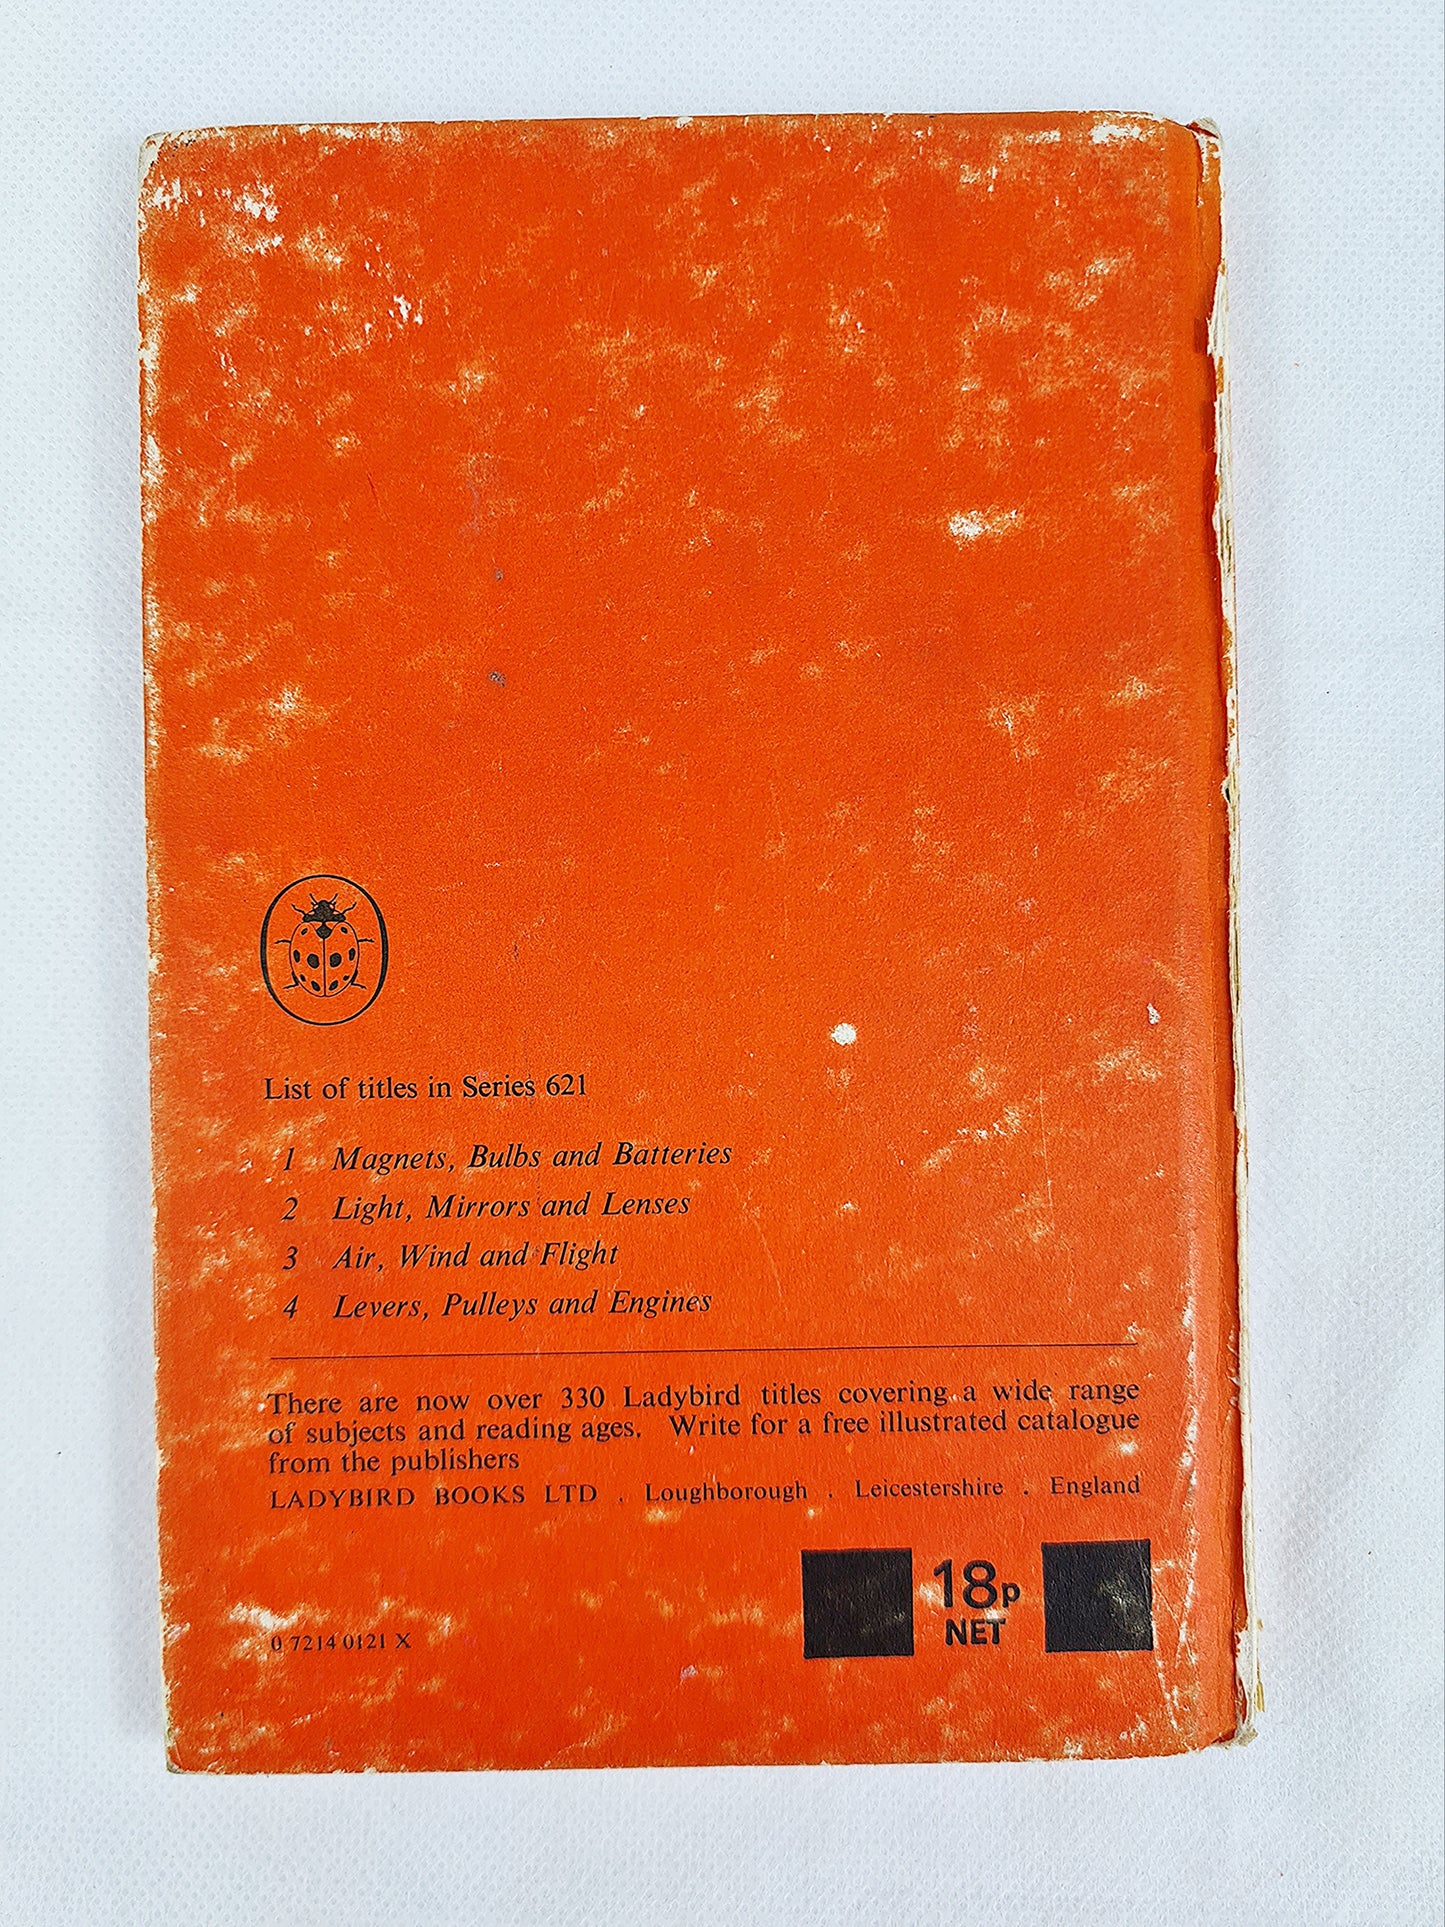 List of titles in Series 621
1 Magnets, Bulbs and Batteries
2 Light, Mirrors and Lenses
3 Air, Wind and Flight
4 Levers, Pulleys and Engines
There are now over 330 Ladybird titles covering a wide range
of subjects and reading ages. Write for a free illustrated catalogue
from the publishers
LADYBIRD BOOKS LTD . Loughborough . Leicestershire . England
18p
NET
0 7214 0121 X